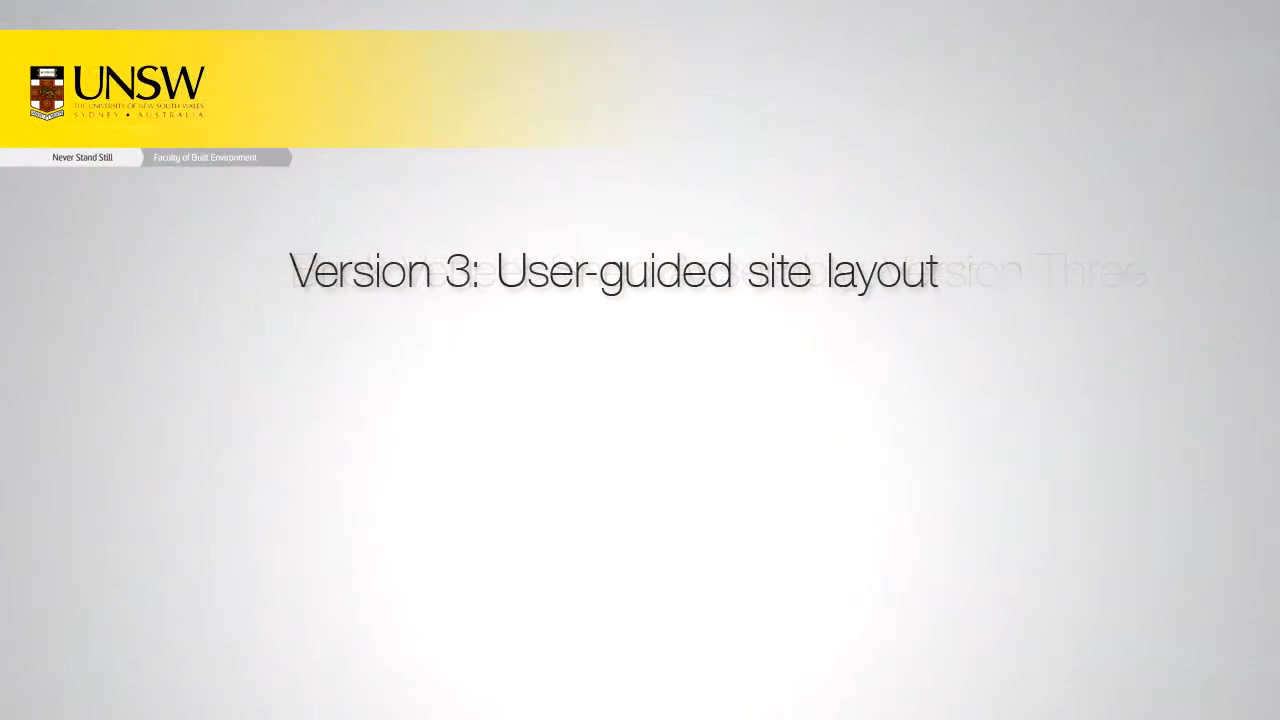 UNSW
THE UNIVERSITY OF NEW SOUTH WALES
SYDNEY • AUSTRALIA
Never Stand Still
Faculty of Built Environment
Version 3: User-guided site layout